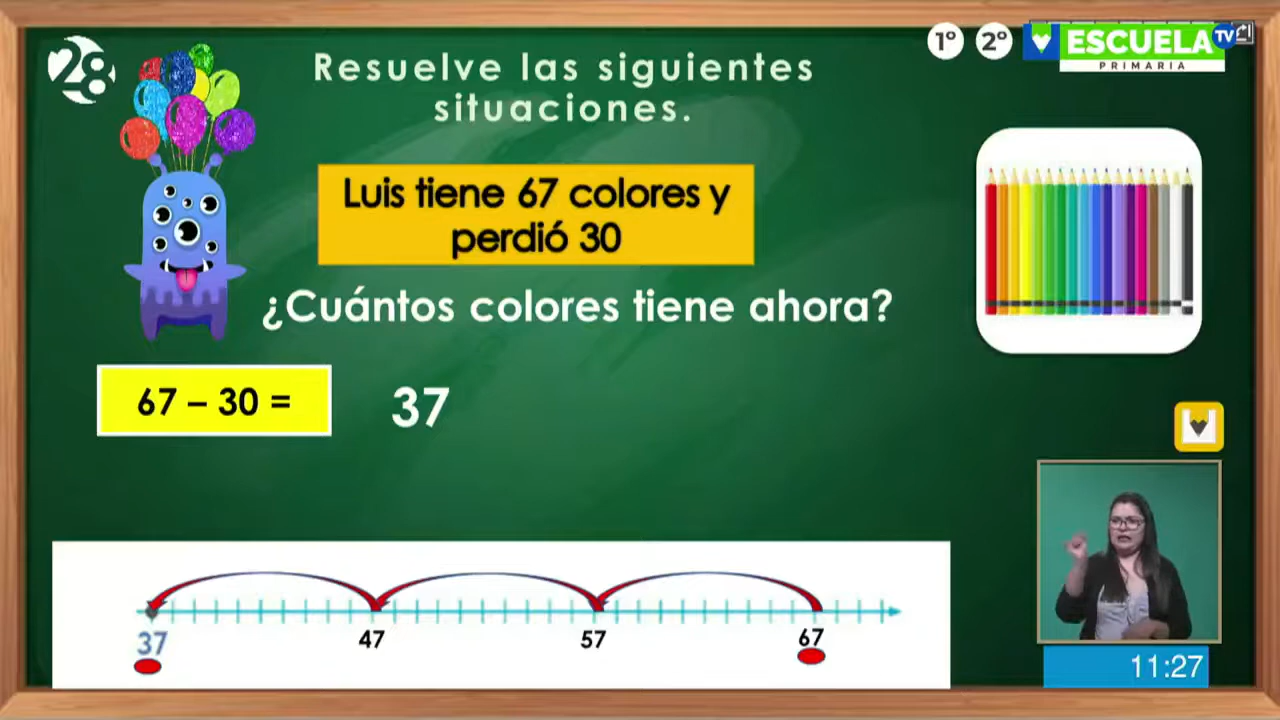 28
Resuelve las siguientes
situaciones.
1° 2° ESCUELA TV
PRIMARIA
Luis tiene 67 colores y
perdió 30
¿Cuántos colores tiene ahora?
67 – 30 = 37
37 47 57 67
11:27